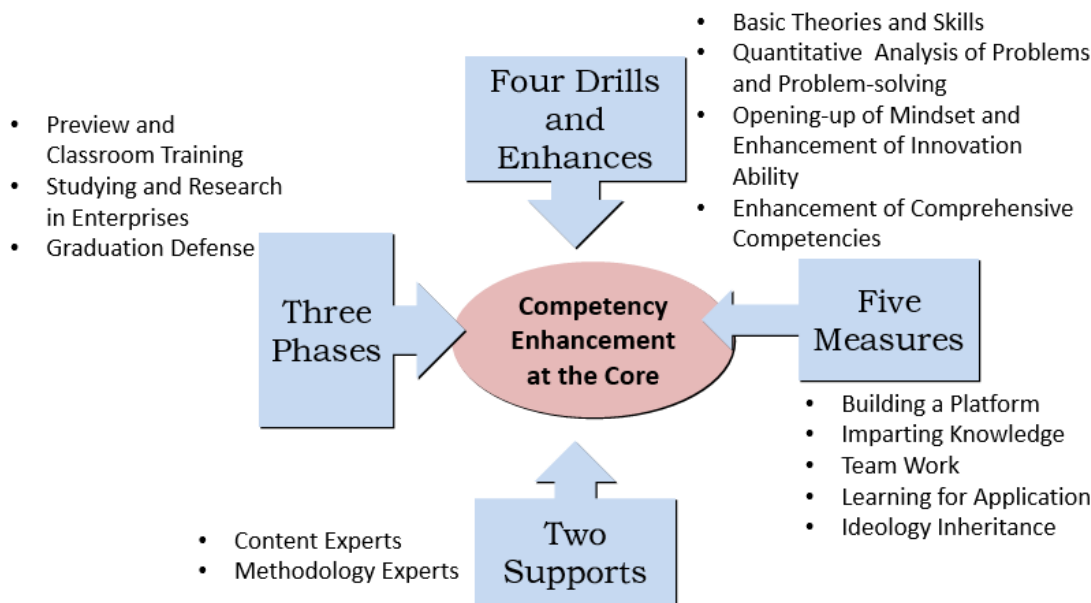 Four Drills
and
Enhances
• Basic Theories and Skills
• Quantitative Analysis of Problems
and Problem-solving
• Opening-up of Mindset and
Enhancement of Innovation
Ability
• Enhancement of Comprehensive
Competencies
• Preview and
Classroom Training
• Studying and Research
in Enterprises
• Graduation Defense
Three
Phases
Competency
Enhancement
at the Core
Five
Measures
• Building a Platform
• Imparting Knowledge
• Team Work
• Learning for Application
• Ideology Inheritance
• Content Experts
• Methodology Experts
Two
Supports